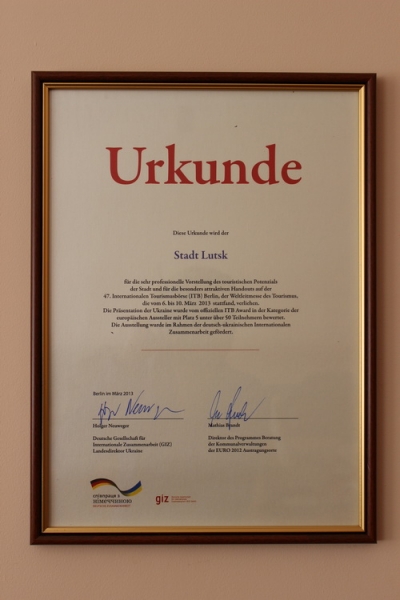 Urkunde
Diese Urkunde wird der
Stadt Lutsk
für die sehr professionelle Vorstellung des touristischen Potenzials
der Stadt und für die besonders attraktiven Handouts auf der
47. Internationalen Tourismusbörse (ITB) Berlin, der Weltleitmesse des Tourismus,
die vom 6. bis 10. März 2013 stattfand, verliehen.
Die Präsentation der Ukraine wurde vom offiziellen ITB Award in der Kategorie der
europäischen Aussteller mit Platz 5 unter über 50 Teilnehmern bewertet.
Die Ausstellung wurde im Rahmen der deutsch-ukrainischen Internationalen
Zusammenarbeit gefördert.
Berlin im März 2013
Holger Neuweger
Mathias Brandt
Deutsche Gesellschaft für
Internationale Zusammenarbeit (GIZ)
Landesdirektor Ukraine
Direktor des Programmes Beratung
der Kommunalverwaltungen
der EURO 2012 Austragungsorte
giz